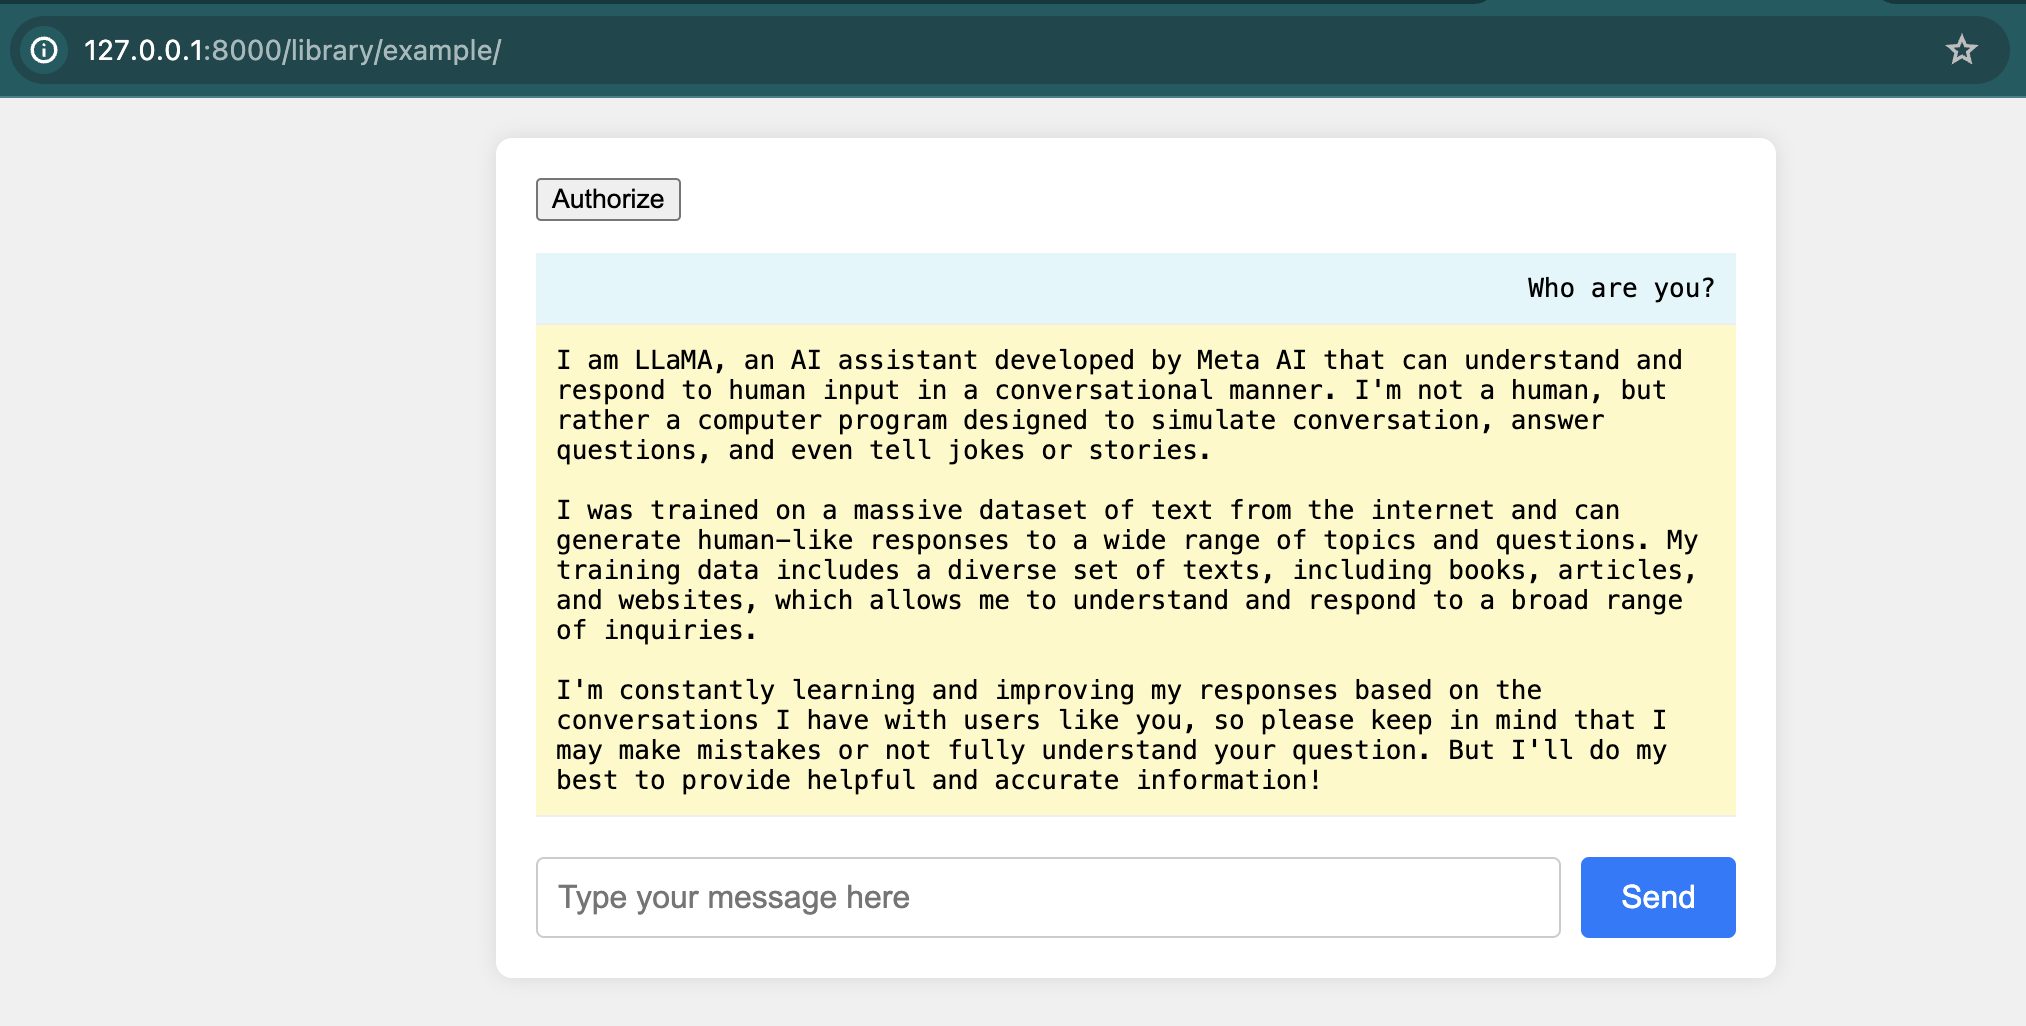 127.0.0.1:8000/library/example/
Authorize
Who are you?
I am LLaMA, an AI assistant developed by Meta AI that can understand and
respond to human input in a conversational manner. I'm not a human, but
rather a computer program designed to simulate conversation, answer
questions, and even tell jokes or stories.
I was trained on a massive dataset of text from the internet and can
generate human-like responses to a wide range of topics and questions. My
training data includes a diverse set of texts, including books, articles,
and websites, which allows me to understand and respond to a broad range
of inquiries.
I'm constantly learning and improving my responses based on the
conversations I have with users like you, so please keep in mind that I
may make mistakes or not fully understand your question. But I'll do my
best to provide helpful and accurate information!
Type your message here
Send